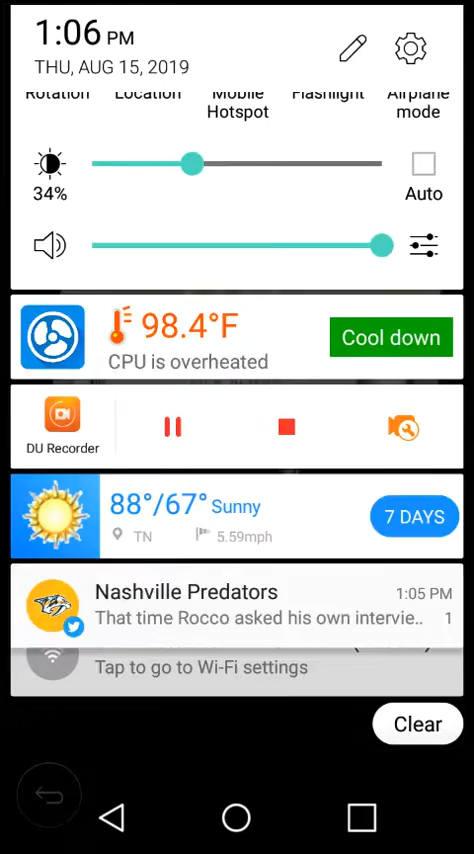 1:06 PM
THU, AUG 15, 2019
Rotation Location Mobile Hotspot Flashlight Airplane mode
34% Auto
98.4°F
CPU is overheated
Cool down
DU Recorder
88°/67° Sunny
TN 5.59mph
7 DAYS
Nashville Predators 1:05 PM
That time Rocco asked his own intervie.. 1
Tap to go to Wi-Fi settings
Clear